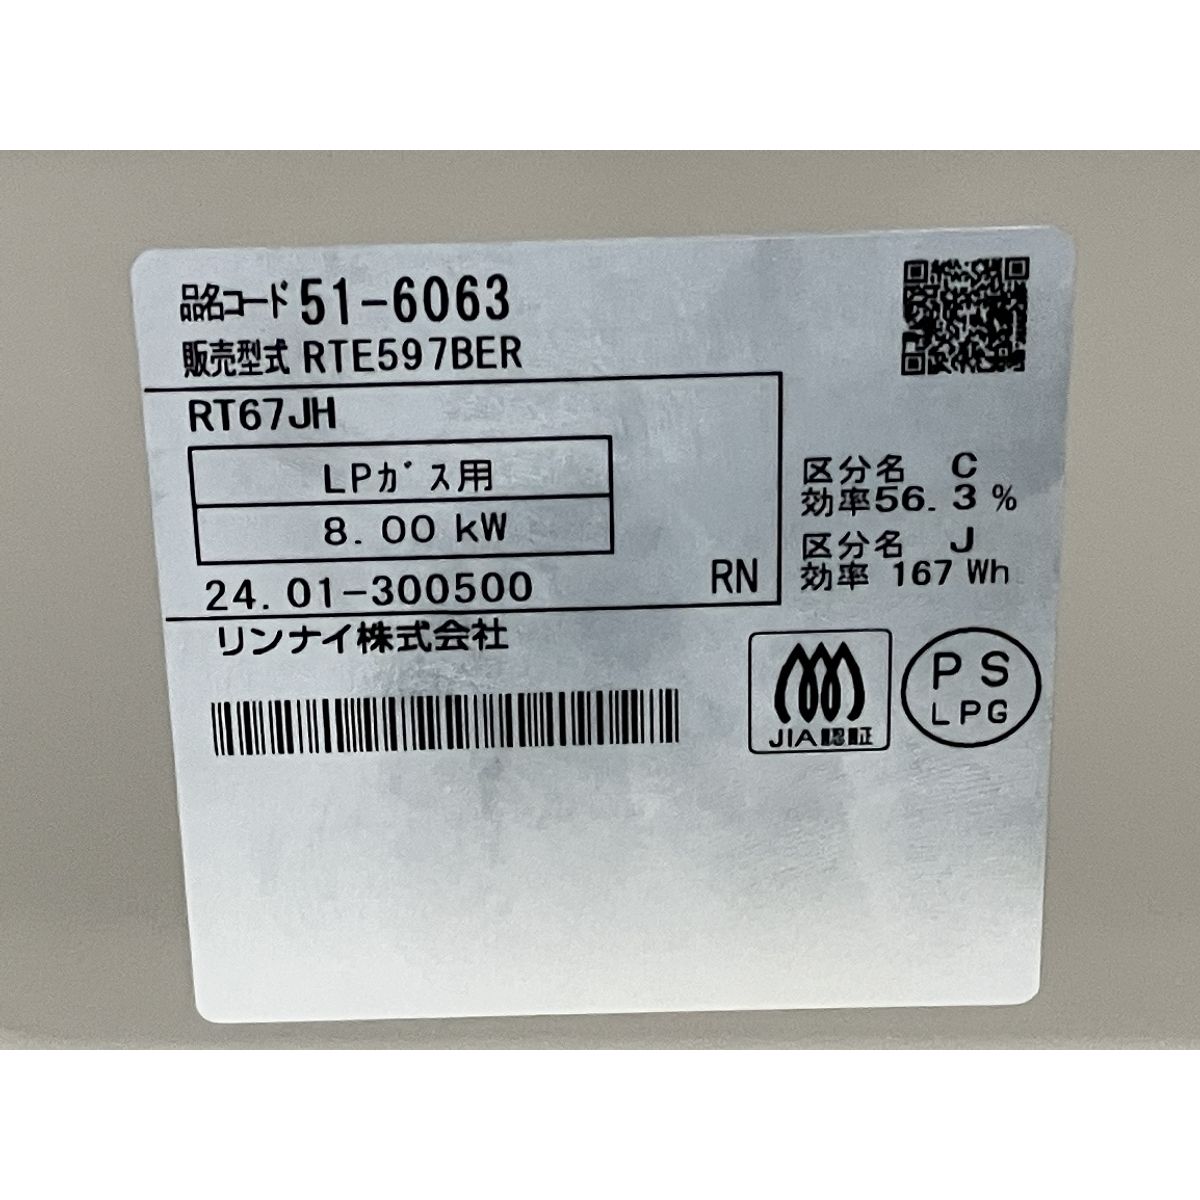 品名コード 51-6063
販売型式 RTE597BER
RT67JH
LPガス用
8.00 kW
24.01-300500 RN
リンナイ株式会社
区分名 C
効率56.3%
区分名 J
効率 167 Wh
JIA認証
PS
LPG